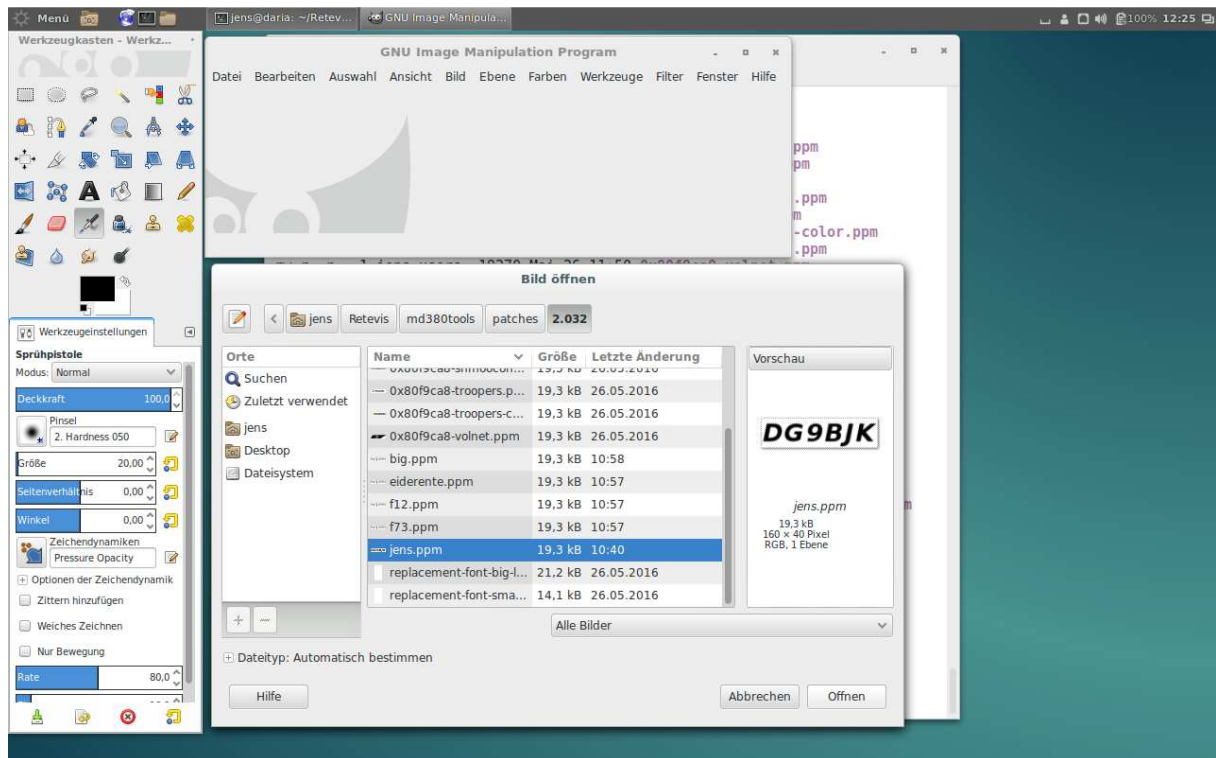 Menü jens@daria: ~/Retev... GNU Image Manipula... 100% 12:25
Werkzeugkasten - Werkz...
GNU Image Manipulation Program
Datei Bearbeiten Auswahl Ansicht Bild Ebene Farben Werkzeuge Filter Fenster Hilfe
ppm
pm
.ppm
m
-color.ppm
.ppm
Bild öffnen
jens Retevis md380tools patches 2.032
Orte
Suchen
Zuletzt verwendet
jens
Desktop
Dateisystem
Name Größe Letzte Änderung
0x80f9ca8-troopers.p... 19,3 kB 26.05.2016
0x80f9ca8-troopers-c... 19,3 kB 26.05.2016
0x80f9ca8-volnet.ppm 19,3 kB 26.05.2016
big.ppm 19,3 kB 10:58
eiderente.ppm 19,3 kB 10:57
f12.ppm 19,3 kB 10:57
f73.ppm 19,3 kB 10:57
jens.ppm 19,3 kB 10:40
replacement-font-big-l... 21,2 kB 26.05.2016
replacement-font-sma... 14,1 kB 26.05.2016
Vorschau
DG9BJK
jens.ppm
19,3 kB
160 × 40 Pixel
RGB, 1 Ebene
m
Alle Bilder
Dateityp: Automatisch bestimmen
Hilfe Abbrechen Öffnen
Werkzeugeinstellungen
Sprühpistole
Modus: Normal
Deckkraft 100,0
Pinsel
2. Hardness 050
Größe 20,00
Seitenverhältnis 0,00
Winkel 0,00
Zeichendynamiken
Pressure Opacity
Optionen der Zeichendynamik
Zittern hinzufügen
Weiches Zeichnen
Nur Bewegung
Rate 80,0